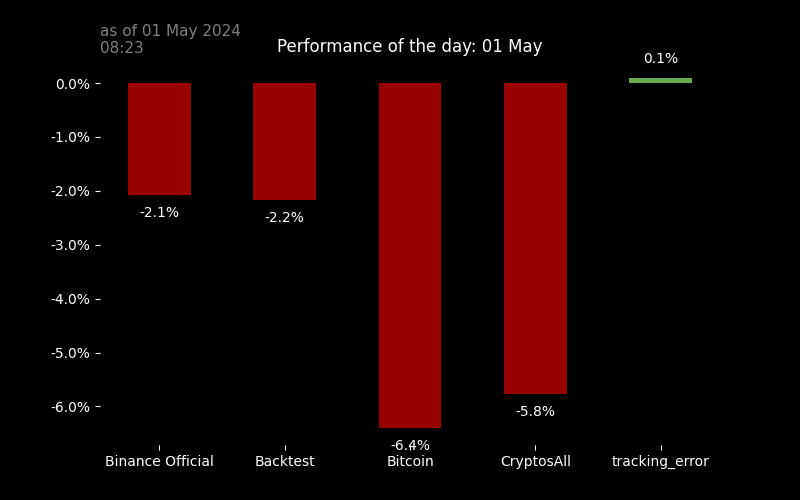 as of 01 May 2024
08:23
Performance of the day: 01 May
0.1%
0.0%
-1.0%
-2.0%
-3.0%
-4.0%
-5.0%
-6.0%
-2.1%
-2.2%
-6.4%
-5.8%
Binance Official
Backtest
Bitcoin
CryptosAll
tracking_error